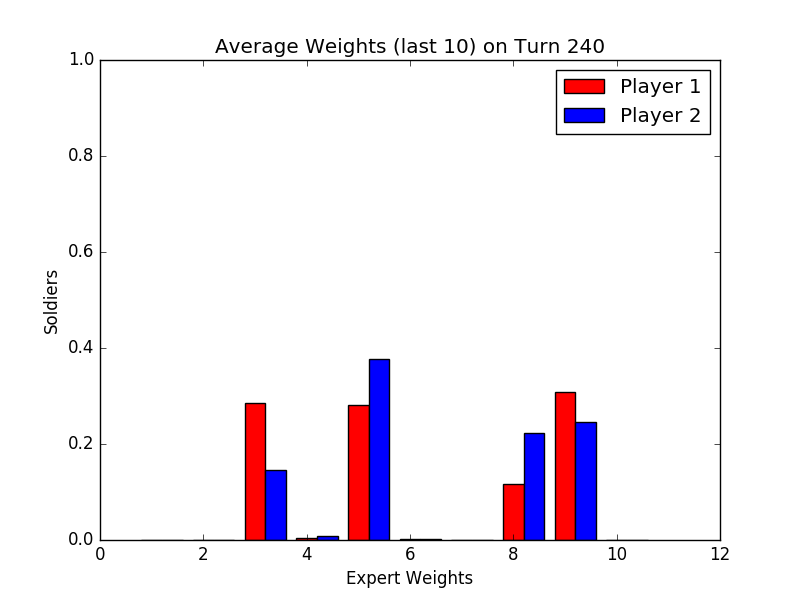 Average Weights (last 10) on Turn 240
Player 1
Player 2
1.0
0.8
0.6
0.4
0.2
0.0
Soldiers
0 2 4 6 8 10 12
Expert Weights